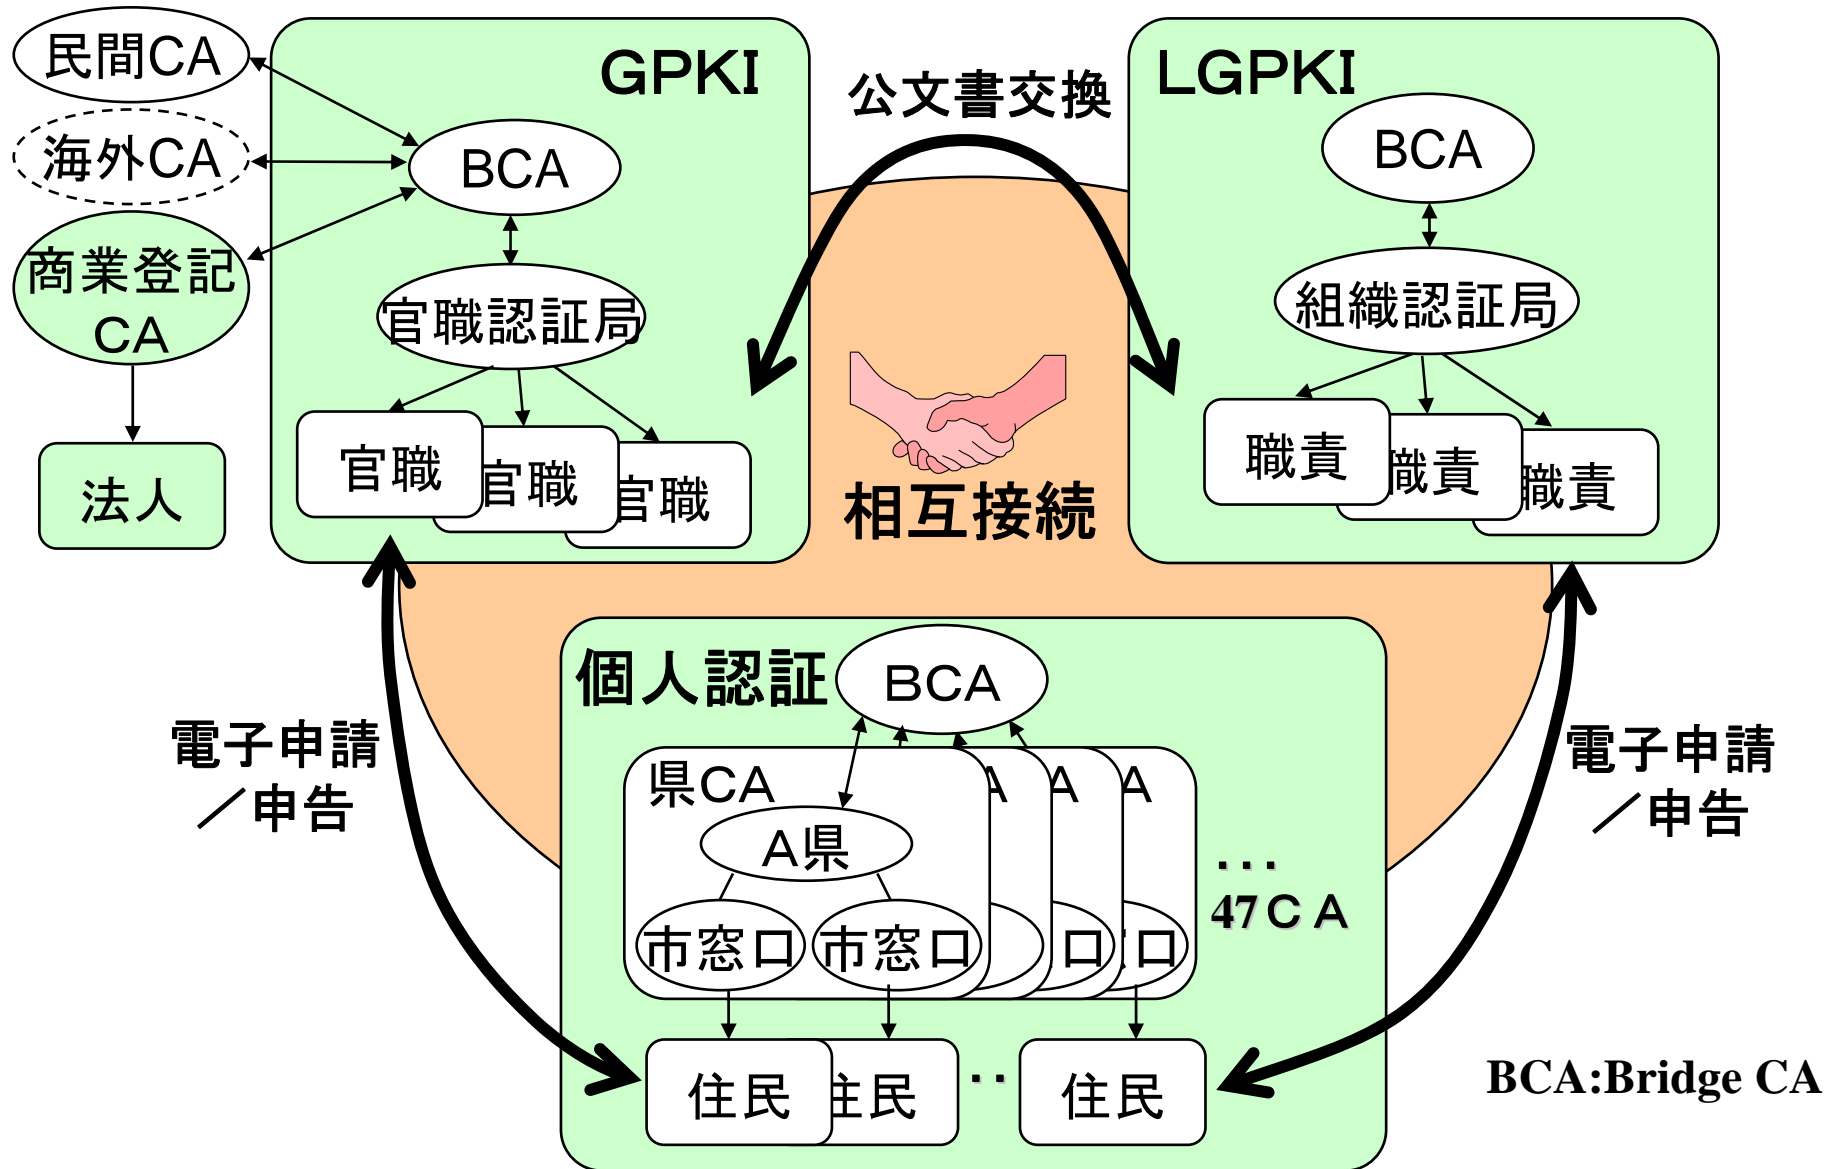 民間CA
海外CA
商業登記
CA
法人
GPKI
BCA
官職認証局
官職
官職
官職
公文書交換
相互接続
LGPKI
BCA
組織認証局
職責
職責
職責
電子申請
／申告
個人認証
BCA
県CA
A
A
A
A県
市窓口
市窓口
口
口
･･･
47CA
住民
住民
･･
住民
電子申請
／申告
BCA:Bridge CA